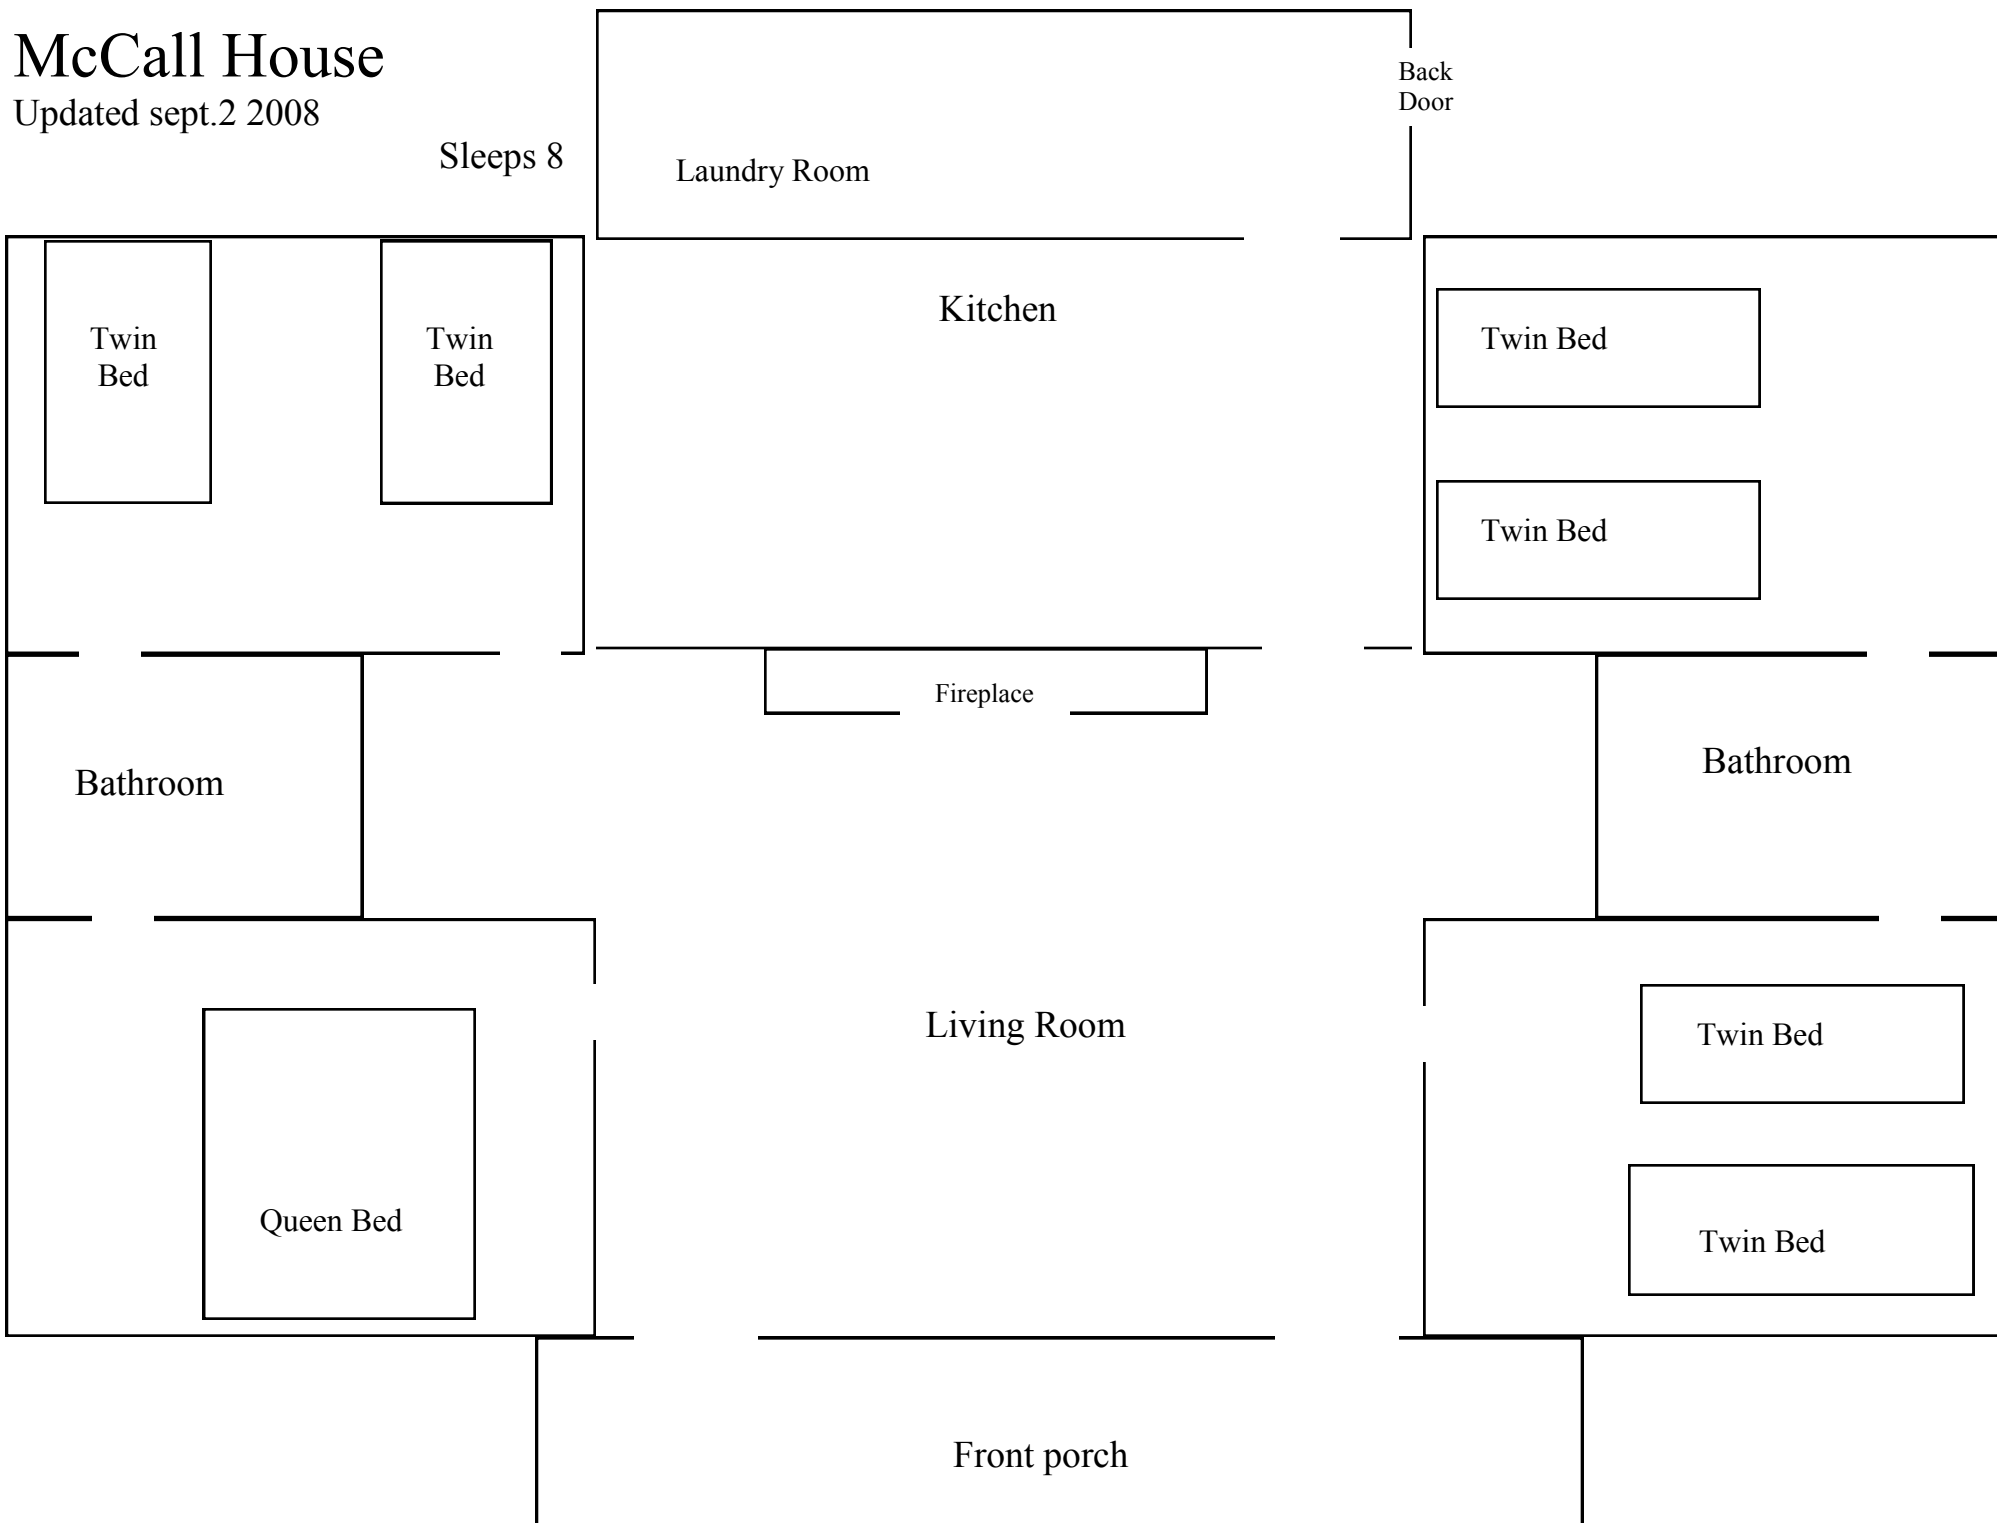 McCall House
Updated sept.2 2008
Sleeps 8
Back
Door
Laundry Room
Kitchen
Twin
Bed
Twin
Bed
Twin Bed
Twin Bed
Fireplace
Bathroom
Bathroom
Living Room
Twin Bed
Queen Bed
Twin Bed
Front porch